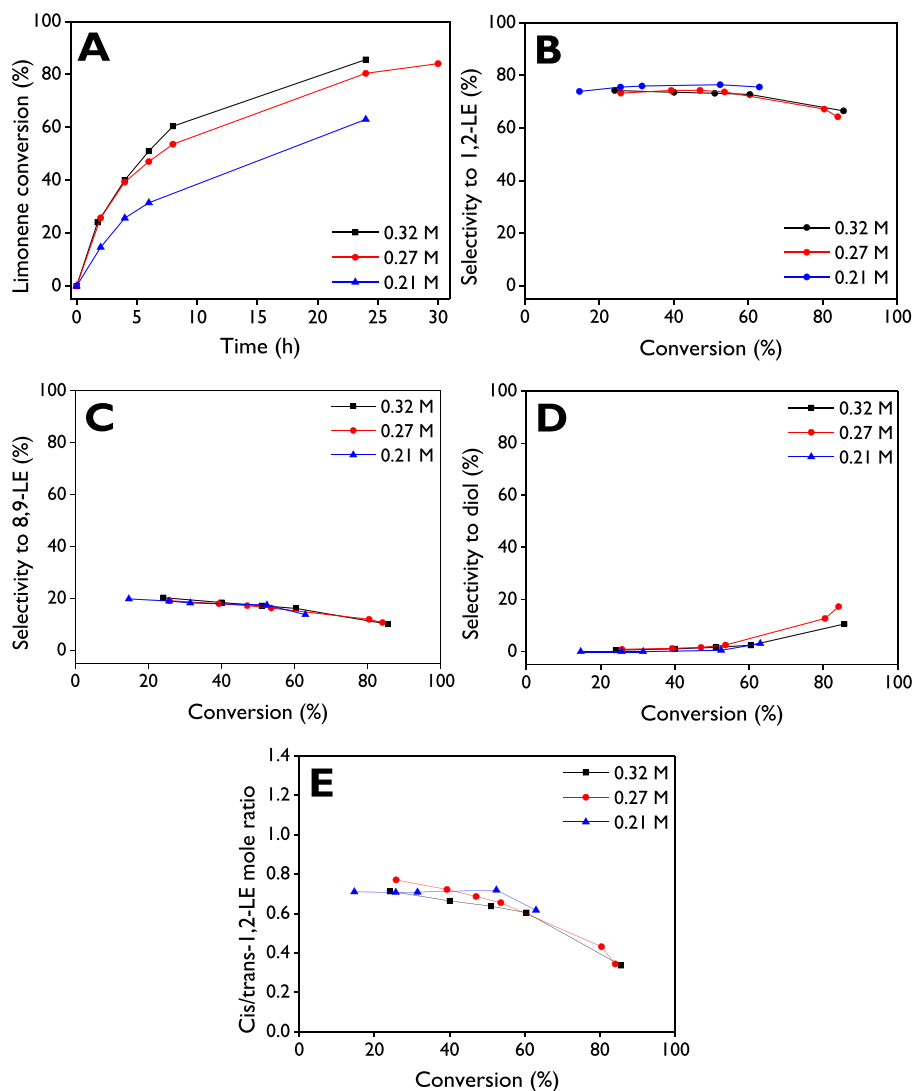 A
Limonene conversion (%)
100
80
60
40
20
0
0 5 10 15 20 25 30
Time (h)
0.32 M
0.27 M
0.21 M
B
Selectivity to 1,2-LE (%)
100
80
60
40
20
0
20 40 60 80 100
Conversion (%)
0.32 M
0.27 M
0.21 M
C
Selectivity to 8,9-LE (%)
100
80
60
40
20
0
0 20 40 60 80 100
Conversion (%)
0.32 M
0.27 M
0.21 M
D
Selectivity to diol (%)
100
80
60
40
20
0
20 40 60 80 100
Conversion (%)
0.32 M
0.27 M
0.21 M
E
Cis/trans-1,2-LE mole ratio
1.4
1.2
1.0
0.8
0.6
0.4
0.2
0.0
20 40 60 80 100
Conversion (%)
0.32 M
0.27 M
0.21 M